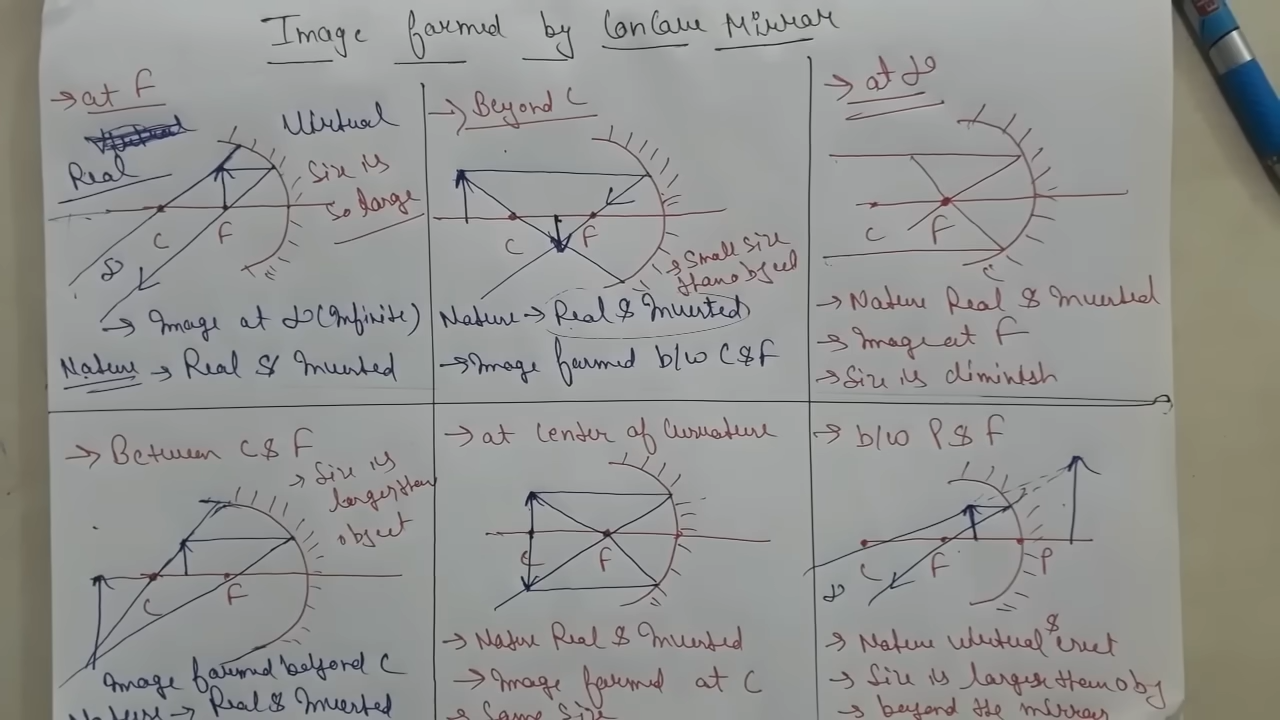 Image formed by Concave Mirror
→ at F
Real
Virtual
Size is
so large
C
F
∞
→ Image at ∞ (Infinite)
Nature → Real & Inverted
→ Beyond C
C
F
→ Small size
than object
Nature → Real & Inverted
→ Image formed b/w C & F
→ at ∞
C
F
→ Nature Real & Inverted
→ Image at F
→ Size is diminish
→ Between C & F
→ Size is
larger than
object
C
F
Image formed beyond C
Nature → Real & Inverted
→ at center of curvature
C
F
→ Nature Real & Inverted
→ Image formed at C
→ Same Size
→ b/w P & F
C
F
P
∞
→ Nature virtual & erect
→ Size is larger than obj
→ beyond the mirror